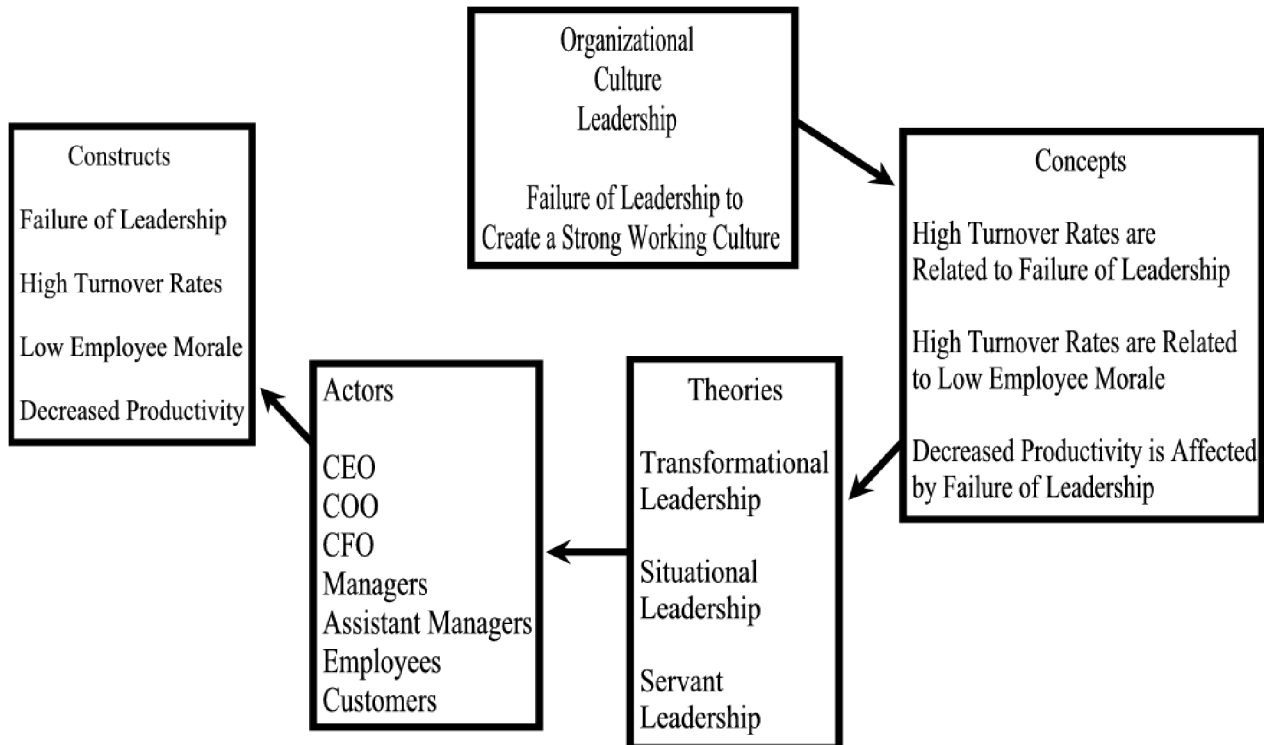 Organizational
Culture
Leadership
Failure of Leadership to
Create a Strong Working Culture
Concepts
High Turnover Rates are
Related to Failure of Leadership
High Turnover Rates are Related
to Low Employee Morale
Decreased Productivity is Affected
by Failure of Leadership
Theories
Transformational
Leadership
Situational
Leadership
Servant
Leadership
Actors
CEO
COO
CFO
Managers
Assistant Managers
Employees
Customers
Constructs
Failure of Leadership
High Turnover Rates
Low Employee Morale
Decreased Productivity